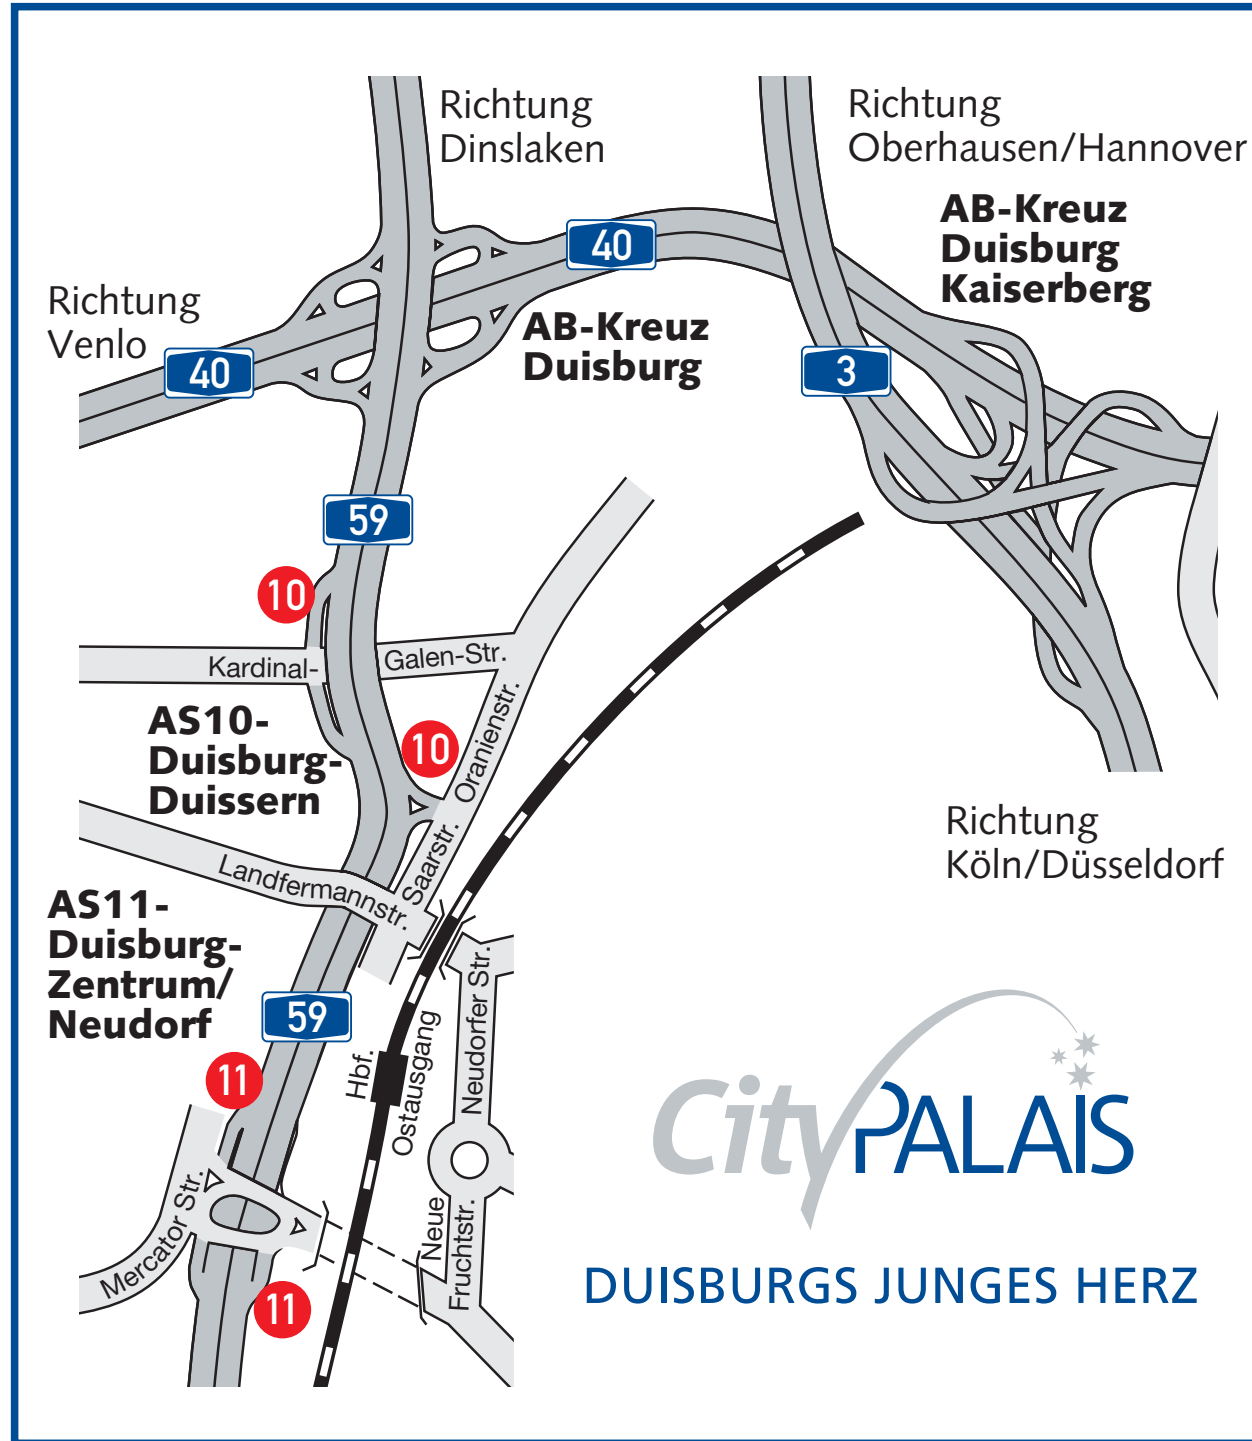 Richtung
Dinslaken
Richtung
Oberhausen/Hannover
AB-Kreuz
Duisburg
Kaiserberg
40
Richtung
Venlo
40
AB-Kreuz
Duisburg
3
59
10
Kardinal-
Galen-Str.
AS10-
Duisburg-
Duissern
10
Oranienstr.
Saarstr.
Landfermannstr.
Richtung
Köln/Düsseldorf
AS11-
Duisburg-
Zentrum/
Neudorf
59
11
Hbf.
Ostausgang
Neudorfer Str.
Mercator Str.
Neue
Fruchtstr.
11
CityPALAIS
DUISBURGS JUNGES HERZ